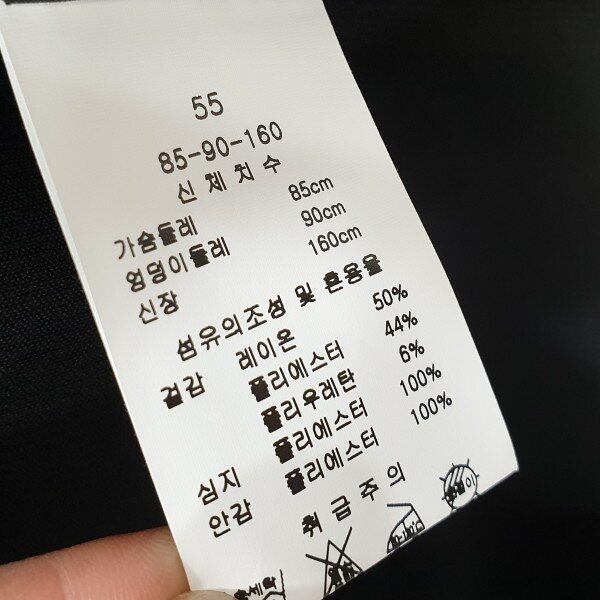 55
85-90-160
신체치수
가슴둘레 85cm
엉덩이둘레 90cm
신장 160cm
섬유의조성 및 혼용율
겉감 레이온 50%
폴리에스터 44%
폴리우레탄 6%
심지 폴리에스터 100%
안감 폴리에스터 100%
취급주의